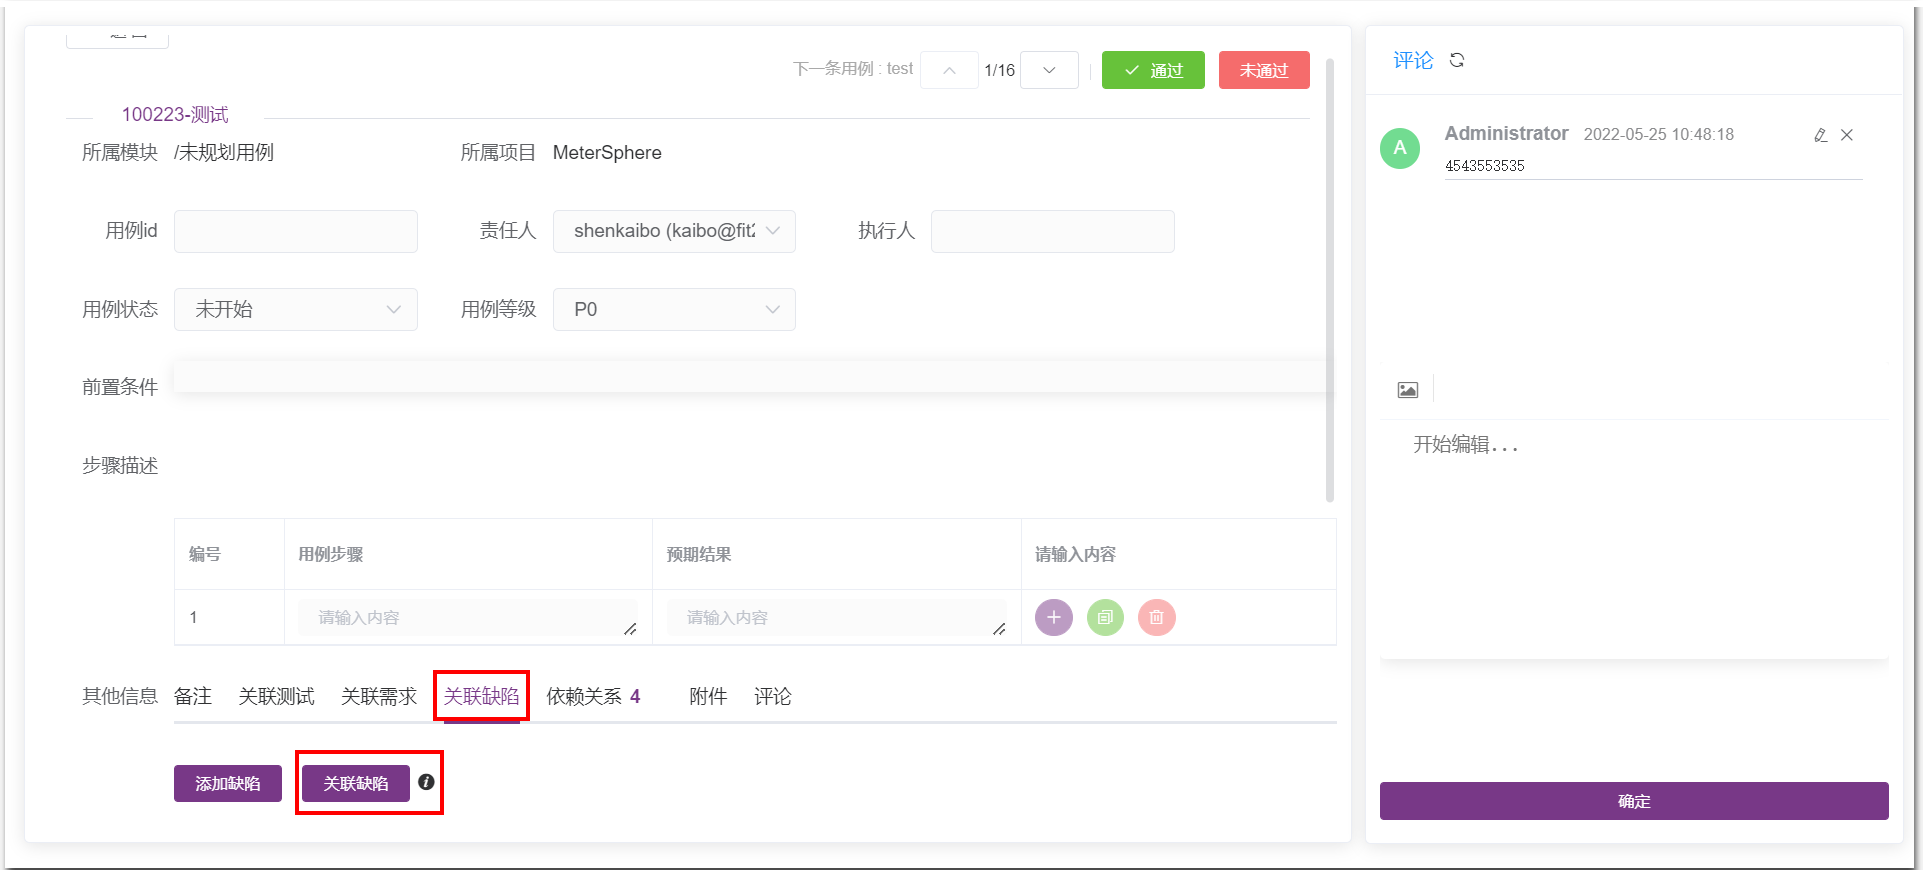 下一条用例 : test
1/16
通过
未通过
100223-测试
所属模块 /未规划用例
所属项目 MeterSphere
用例id
责任人 shenkaibo (kaibo@fit2
执行人
用例状态 未开始
用例等级 P0
前置条件
步骤描述
编号 用例步骤 预期结果 请输入内容
1 请输入内容 请输入内容
其他信息 备注 关联测试 关联需求 关联缺陷 依赖关系 4 附件 评论
添加缺陷 关联缺陷
评论
A
Administrator 2022-05-25 10:48:18
4543553535
开始编辑...
确定